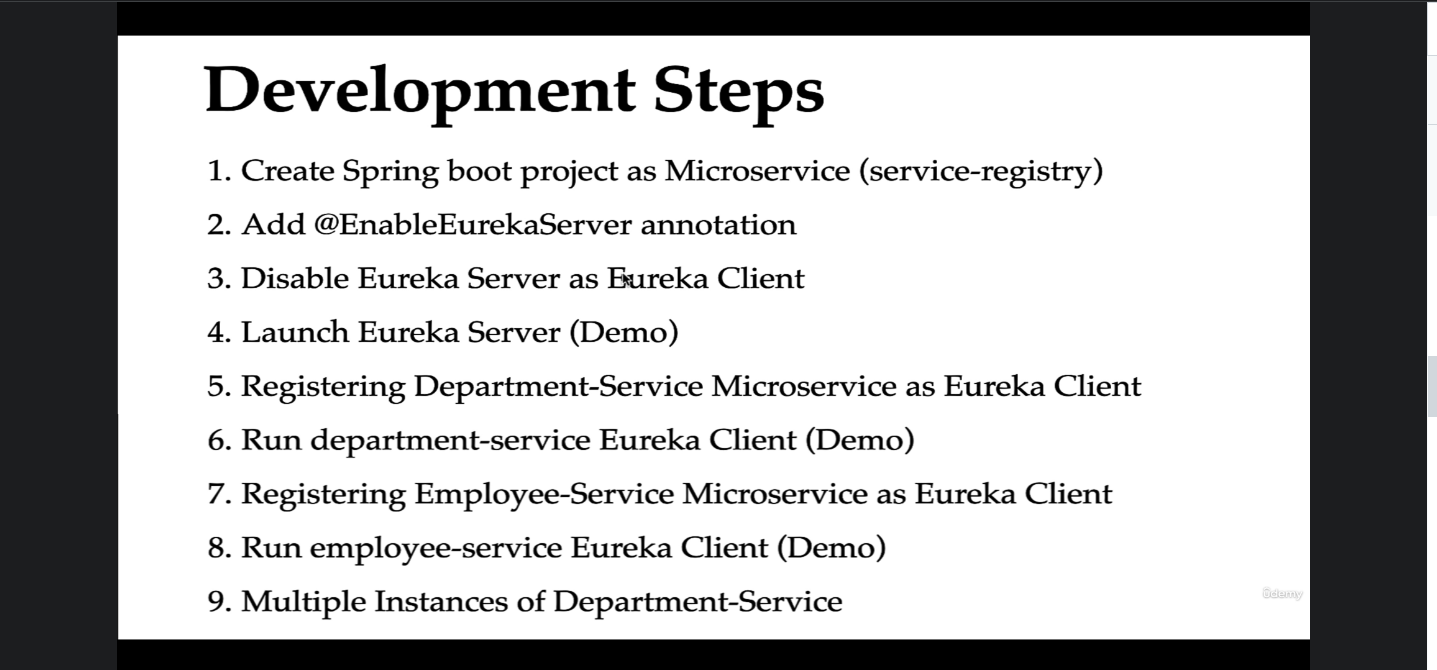 Development Steps
1. Create Spring boot project as Microservice (service-registry)
2. Add @EnableEurekaServer annotation
3. Disable Eureka Server as Eureka Client
4. Launch Eureka Server (Demo)
5. Registering Department-Service Microservice as Eureka Client
6. Run department-service Eureka Client (Demo)
7. Registering Employee-Service Microservice as Eureka Client
8. Run employee-service Eureka Client (Demo)
9. Multiple Instances of Department-Service
ûdemy